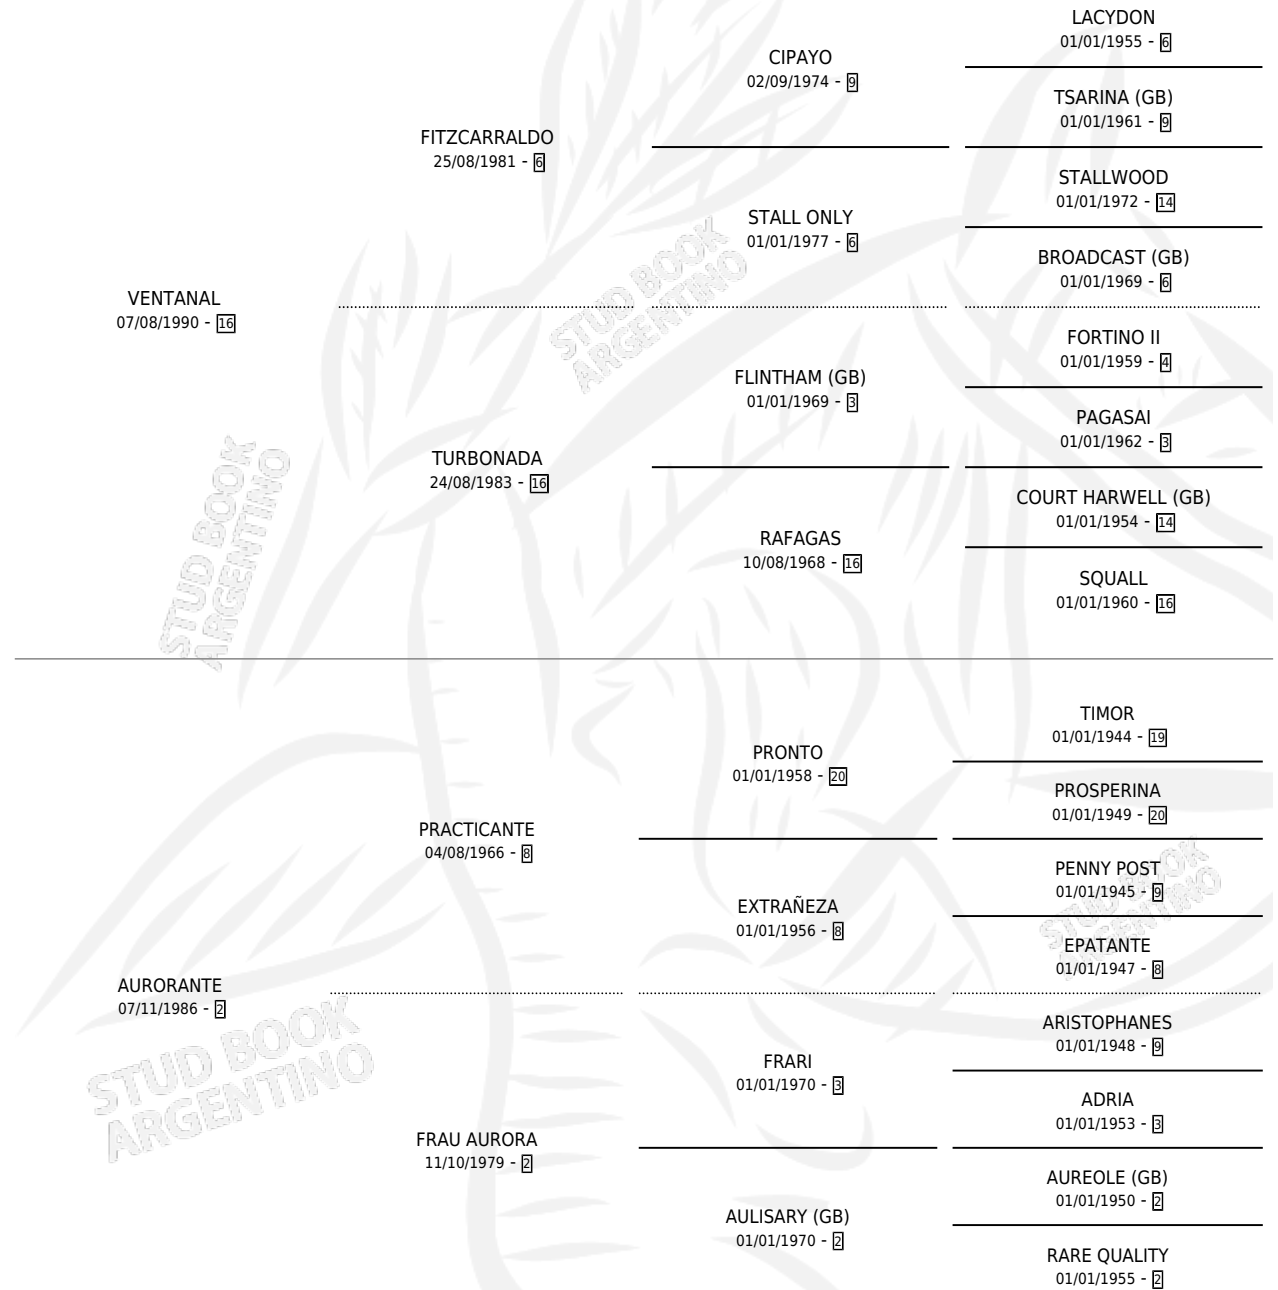 LACYDON
01/01/1955 - 6
CIPAYO
02/09/1974 - 9
TSARINA (GB)
01/01/1961 - 9
FITZCARRALDO
25/08/1981 - 6
STALLWOOD
01/01/1972 - 14
STALL ONLY
01/01/1977 - 6
BROADCAST (GB)
01/01/1969 - 6
VENTANAL
07/08/1990 - 16
STUD BOOK
ARGENTINO
FORTINO II
01/01/1959 - 4
FLINTHAM (GB)
01/01/1969 - 3
PAGASAI
01/01/1962 - 3
TURBONADA
24/08/1983 - 16
COURT HARWELL (GB)
01/01/1954 - 14
RAFAGAS
10/08/1968 - 16
SQUALL
01/01/1960 - 16
STUD BOOK
ARGENTINO
TIMOR
01/01/1944 - 19
PRONTO
01/01/1958 - 20
PROSPERINA
01/01/1949 - 20
PRACTICANTE
04/08/1966 - 8
PENNY POST
01/01/1945 - 9
EXTRAÑEZA
01/01/1956 - 8
STUD BOOK
ARGENTINO
EPATANTE
01/01/1947 - 8
AURORANTE
07/11/1986 - 2
ARISTOPHANES
01/01/1948 - 9
FRARI
01/01/1970 - 3
ADRIA
01/01/1953 - 3
STUD BOOK
ARGENTINO
FRAU AURORA
11/10/1979 - 2
AUREOLE (GB)
01/01/1950 - 2
AULISARY (GB)
01/01/1970 - 2
RARE QUALITY
01/01/1955 - 2